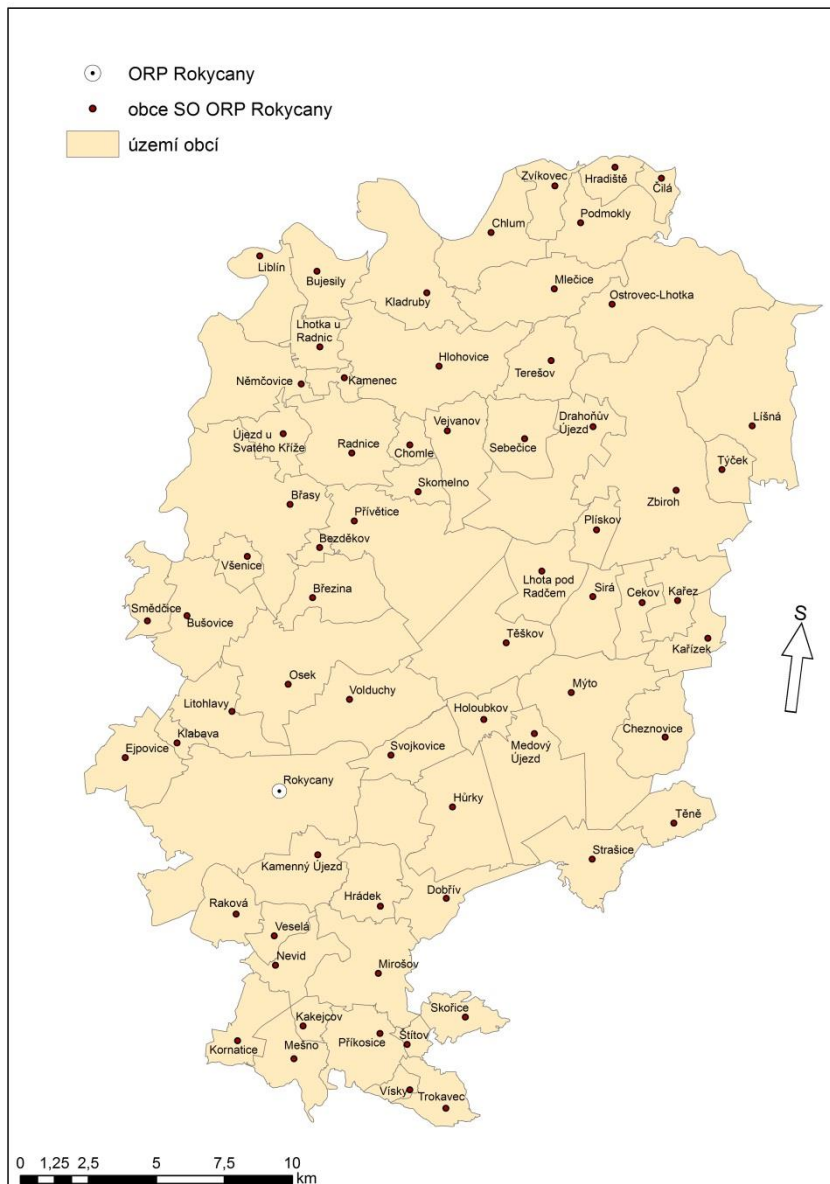 ORP Rokycany
obce SO ORP Rokycany
území obcí
Zvíkovec
Hradiště
Čilá
Chlum
Podmokly
Liblín
Bujesily
Kladruby
Mlečice
Ostrovec-Lhotka
Lhotka u
Radnic
Hlohovice
Terešov
Němčovice
Kamenec
Líšná
Újezd u
Svatého Kříže
Radnice
Chomle
Vejvanov
Sebečice
Drahoňův
Újezd
Týček
Skomelno
Zbiroh
Břasy
Přívětice
Plískov
Bezděkov
Všenice
Lhota pod
Radčem
Březina
Sirá
Cekov
Kařez
Smědčice
Bušovice
S
Těškov
Kařízek
Osek
Volduchy
Mýto
Litohlavy
Holoubkov
Cheznovice
Klabava
Medový
Újezd
Ejpovice
Svojkovice
Rokycany
Hůrky
Těně
Strašice
Kamenný Újezd
Hrádek
Dobřív
Raková
Veselá
Nevid
Mirošov
Skořice
Kakejcov
Příkosice
Štítov
Kornatice
Mešno
Vísky
Trokavec
0 1,25 2,5 5 7,5 10
km